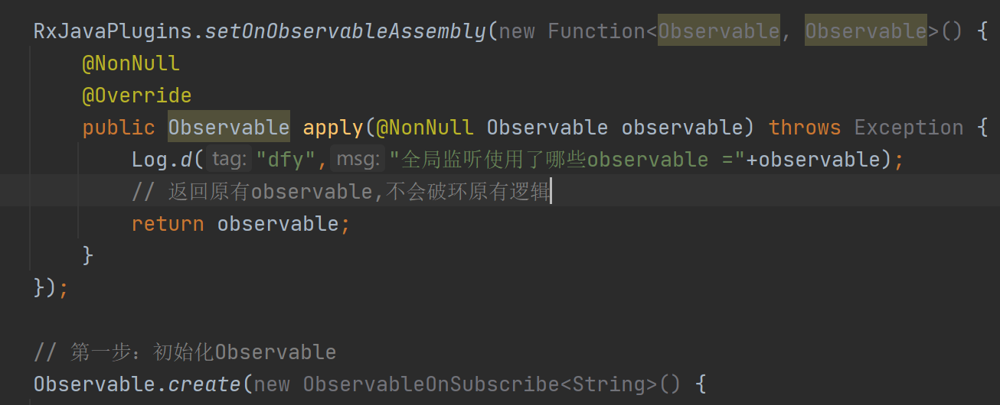 RxJavaPlugins.setOnObservableAssembly(new Function<Observable, Observable>() {
@NonNull
@Override
public Observable apply(@NonNull Observable observable) throws Exception {
Log.d( tag: "dfy", msg: "全局监听使用了哪些observable ="+observable);
// 返回原有observable,不会破环原有逻辑
return observable;
}
});
// 第一步：初始化Observable
Observable.create(new ObservableOnSubscribe<String>() {